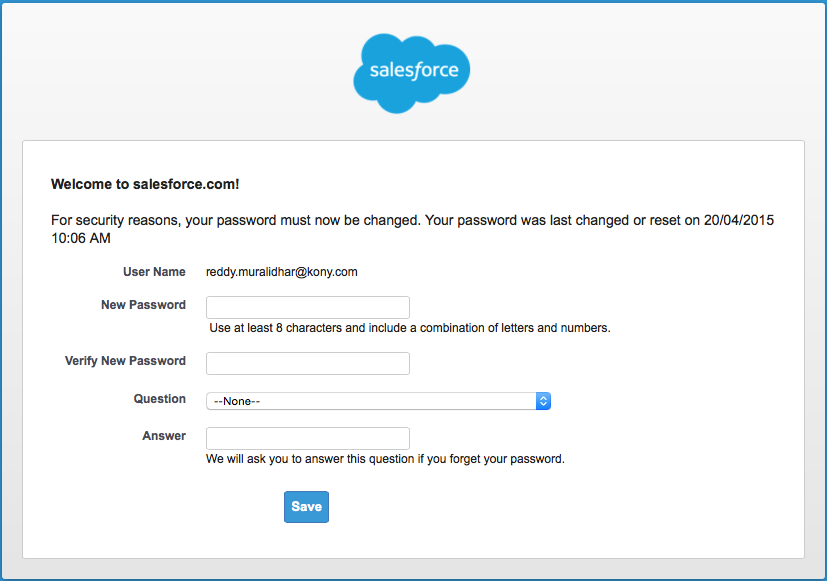 salesforce
Welcome to salesforce.com!
For security reasons, your password must now be changed. Your password was last changed or reset on 20/04/2015
10:06 AM
User Name reddy.muralidhar@kony.com
New Password
Use at least 8 characters and include a combination of letters and numbers.
Verify New Password
Question --None--
Answer
We will ask you to answer this question if you forget your password.
Save